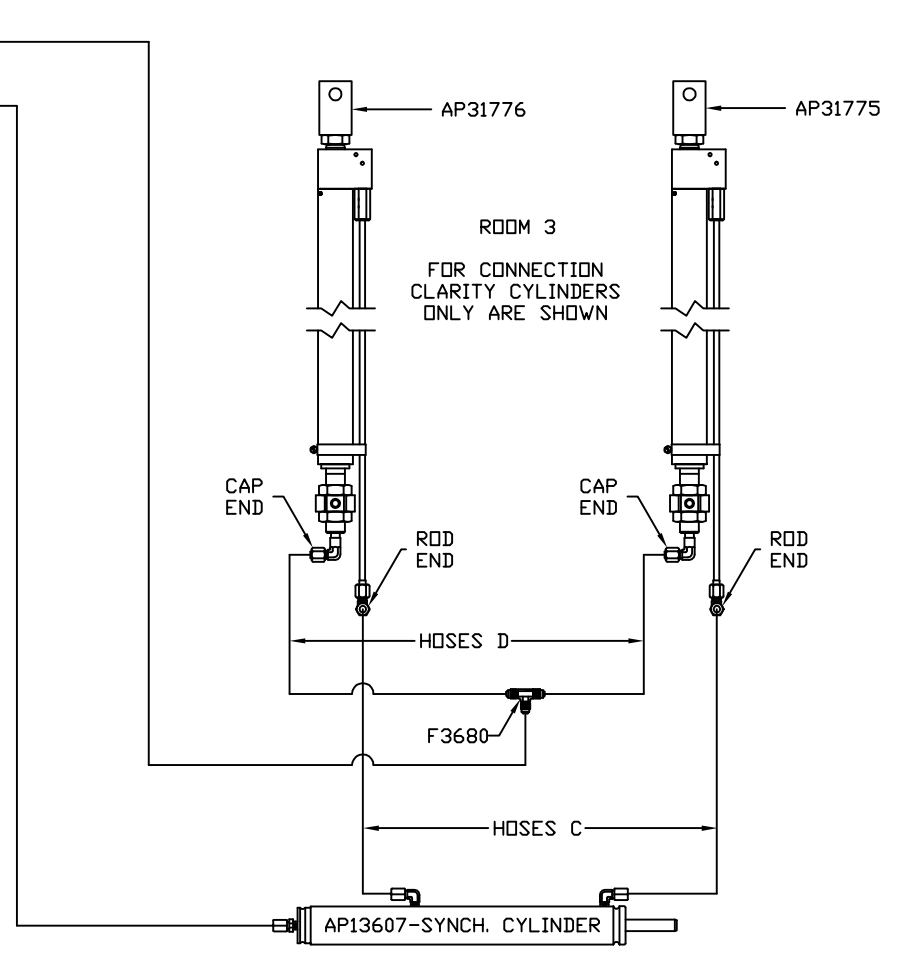 AP31776
AP31775
ROOM 3
FOR CONNECTION
CLARITY CYLINDERS
ONLY ARE SHOWN
CAP
END
CAP
END
ROD
END
ROD
END
HOSES D
F3680
HOSES C
AP13607-SYNCH. CYLINDER